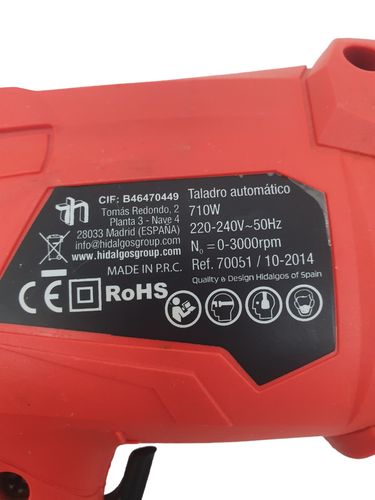 CIF: B46470449
Tomás Redondo, 2
Planta 3 - Nave 4
28033 Madrid (ESPAÑA)
info@hidalgosgroup.com
www.hidalgosgroup.com
MADE IN P.R.C.
CE RoHS
Taladro automático
710W
220-240V~50Hz
N₀ = 0-3000rpm
Ref. 70051 / 10-2014
Quality & Design Hidalgos of Spain